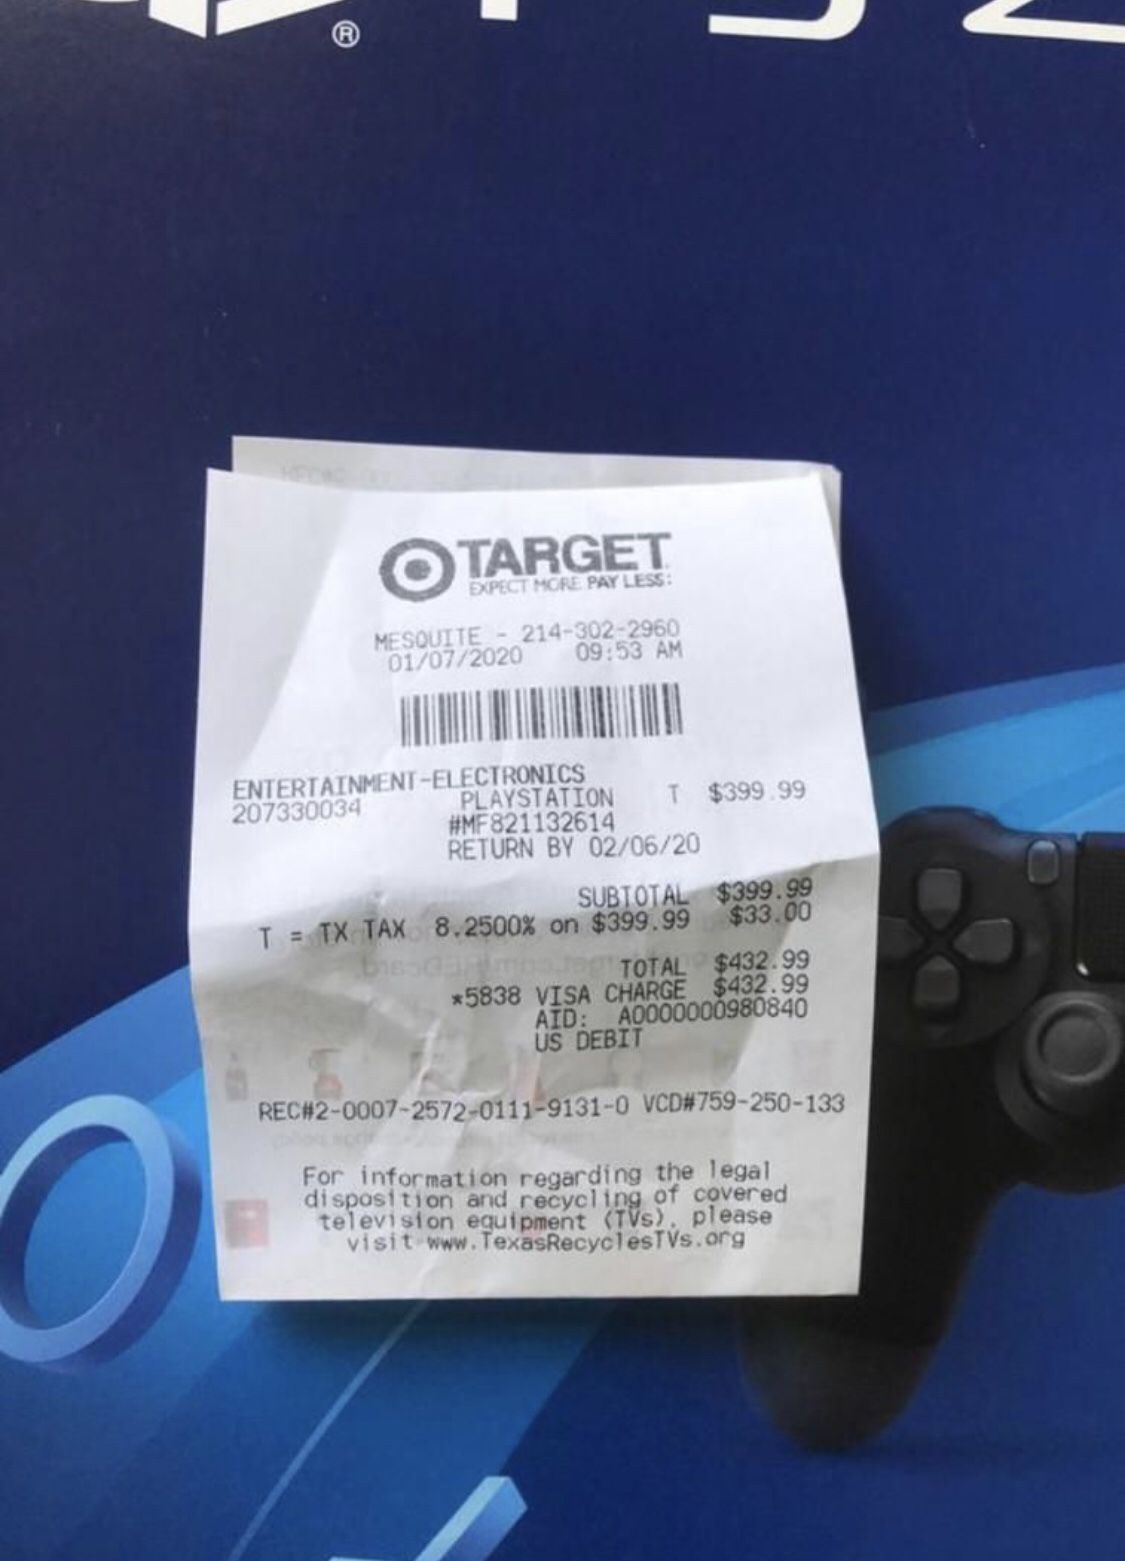 ®
TARGET
EXPECT MORE. PAY LESS.
MESQUITE - 214-302-2960
01/07/2020 09:53 AM
ENTERTAINMENT-ELECTRONICS
207330034 PLAYSTATION T $399.99
#MF821132614
RETURN BY 02/06/20
SUBTOTAL $399.99
T = TX TAX 8.2500% on $399.99 $33.00
TOTAL $432.99
*5838 VISA CHARGE $432.99
AID: A0000000980840
US DEBIT
REC#2-0007-2572-0111-9131-0 VCD#759-250-133
For information regarding the legal
disposition and recycling of covered
television equipment (TVs), please
visit www.TexasRecyclesTVs.org